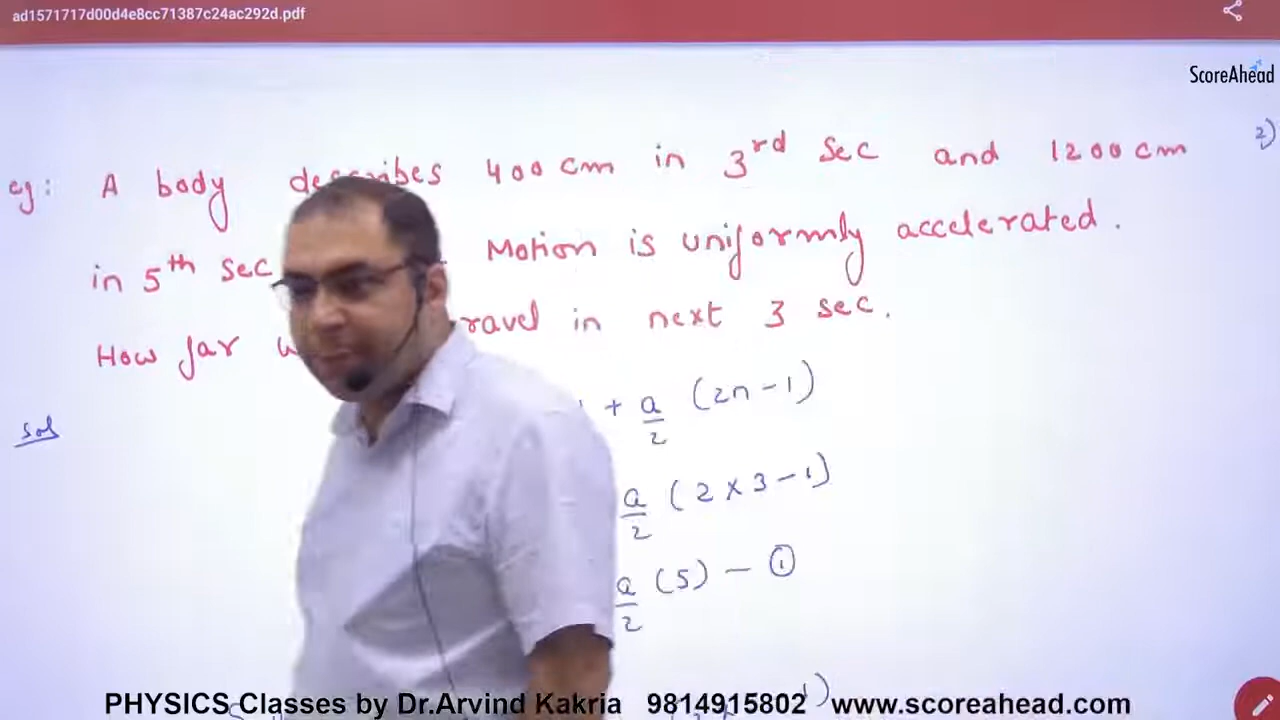 ad1571717d00d4e8cc71387c24ac292d.pdf
ScoreAhead
eg: A body describes 400 cm in 3rd sec and 1200 cm
2)
in 5th sec Motion is uniformly accelerated.
How far travel in next 3 sec.
Sol
+ a/2 (2n-1)
a/2 (2×3-1)
a/2 (5) - ①
PHYSICS Classes by Dr.Arvind Kakria 9814915802 www.scoreahead.com